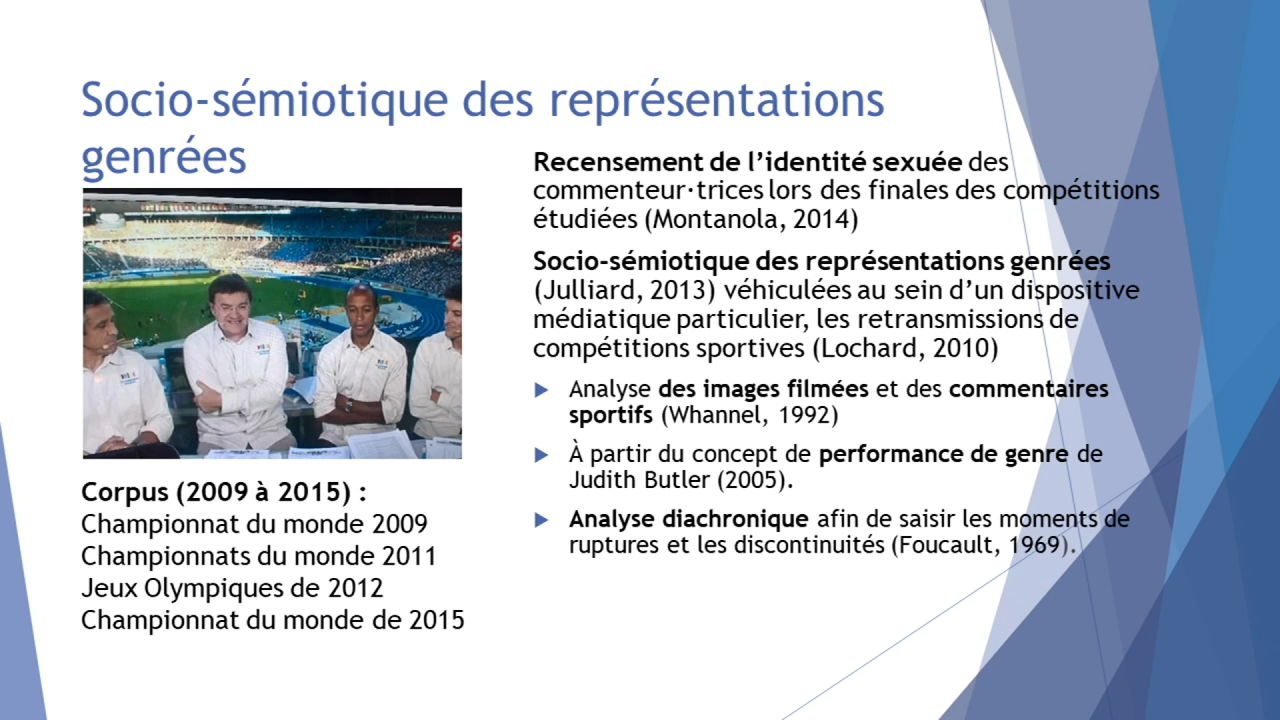 Socio-sémiotique des représentations
genrées
Corpus (2009 à 2015) :
Championnat du monde 2009
Championnats du monde 2011
Jeux Olympiques de 2012
Championnat du monde de 2015
Recensement de l’identité sexuée des
commenteur·trices lors des finales des compétitions
étudiées (Montanola, 2014)
Socio-sémiotique des représentations genrées
(Julliard, 2013) véhiculées au sein d’un dispositive
médiatique particulier, les retransmissions de
compétitions sportives (Lochard, 2010)
Analyse des images filmées et des commentaires
sportifs (Whannel, 1992)
À partir du concept de performance de genre de
Judith Butler (2005).
Analyse diachronique afin de saisir les moments de
ruptures et les discontinuités (Foucault, 1969).